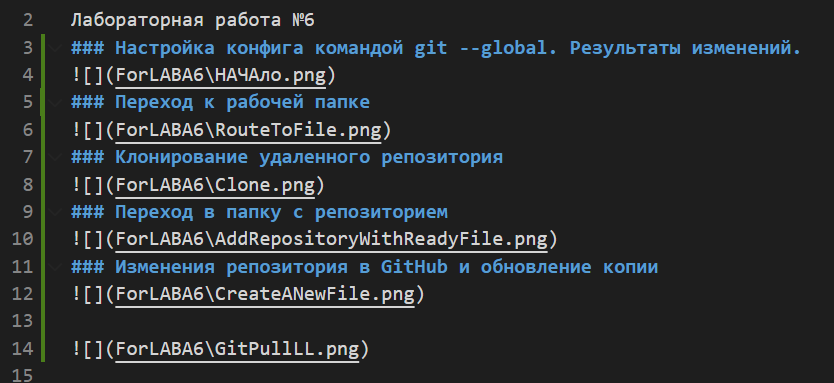 2 Лабораторная работа №6
3 ### Настройка конфига командой git --global. Результаты изменений.
4 ![](ForLABA6\НАЧАло.png)
5 ### Переход к рабочей папке
6 ![](ForLABA6\RouteToFile.png)
7 ### Клонирование удаленного репозитория
8 ![](ForLABA6\Clone.png)
9 ### Переход в папку с репозиторием
10 ![](ForLABA6\AddRepositoryWithReadyFile.png)
11 ### Изменения репозитория в GitHub и обновление копии
12 ![](ForLABA6\CreateANewFile.png)
13
14 ![](ForLABA6\GitPullLL.png)
15